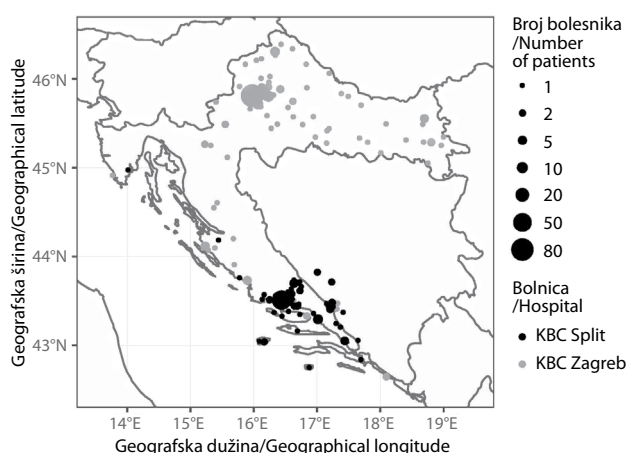 Geografska širina/Geographical latitude
46°N
45°N
44°N
43°N
14°E 15°E 16°E 17°E 18°E 19°E
Geografska dužina/Geographical longitude
Broj bolesnika
/Number
of patients
1
2
5
10
20
50
80
Bolnica
/Hospital
KBC Split
KBC Zagreb